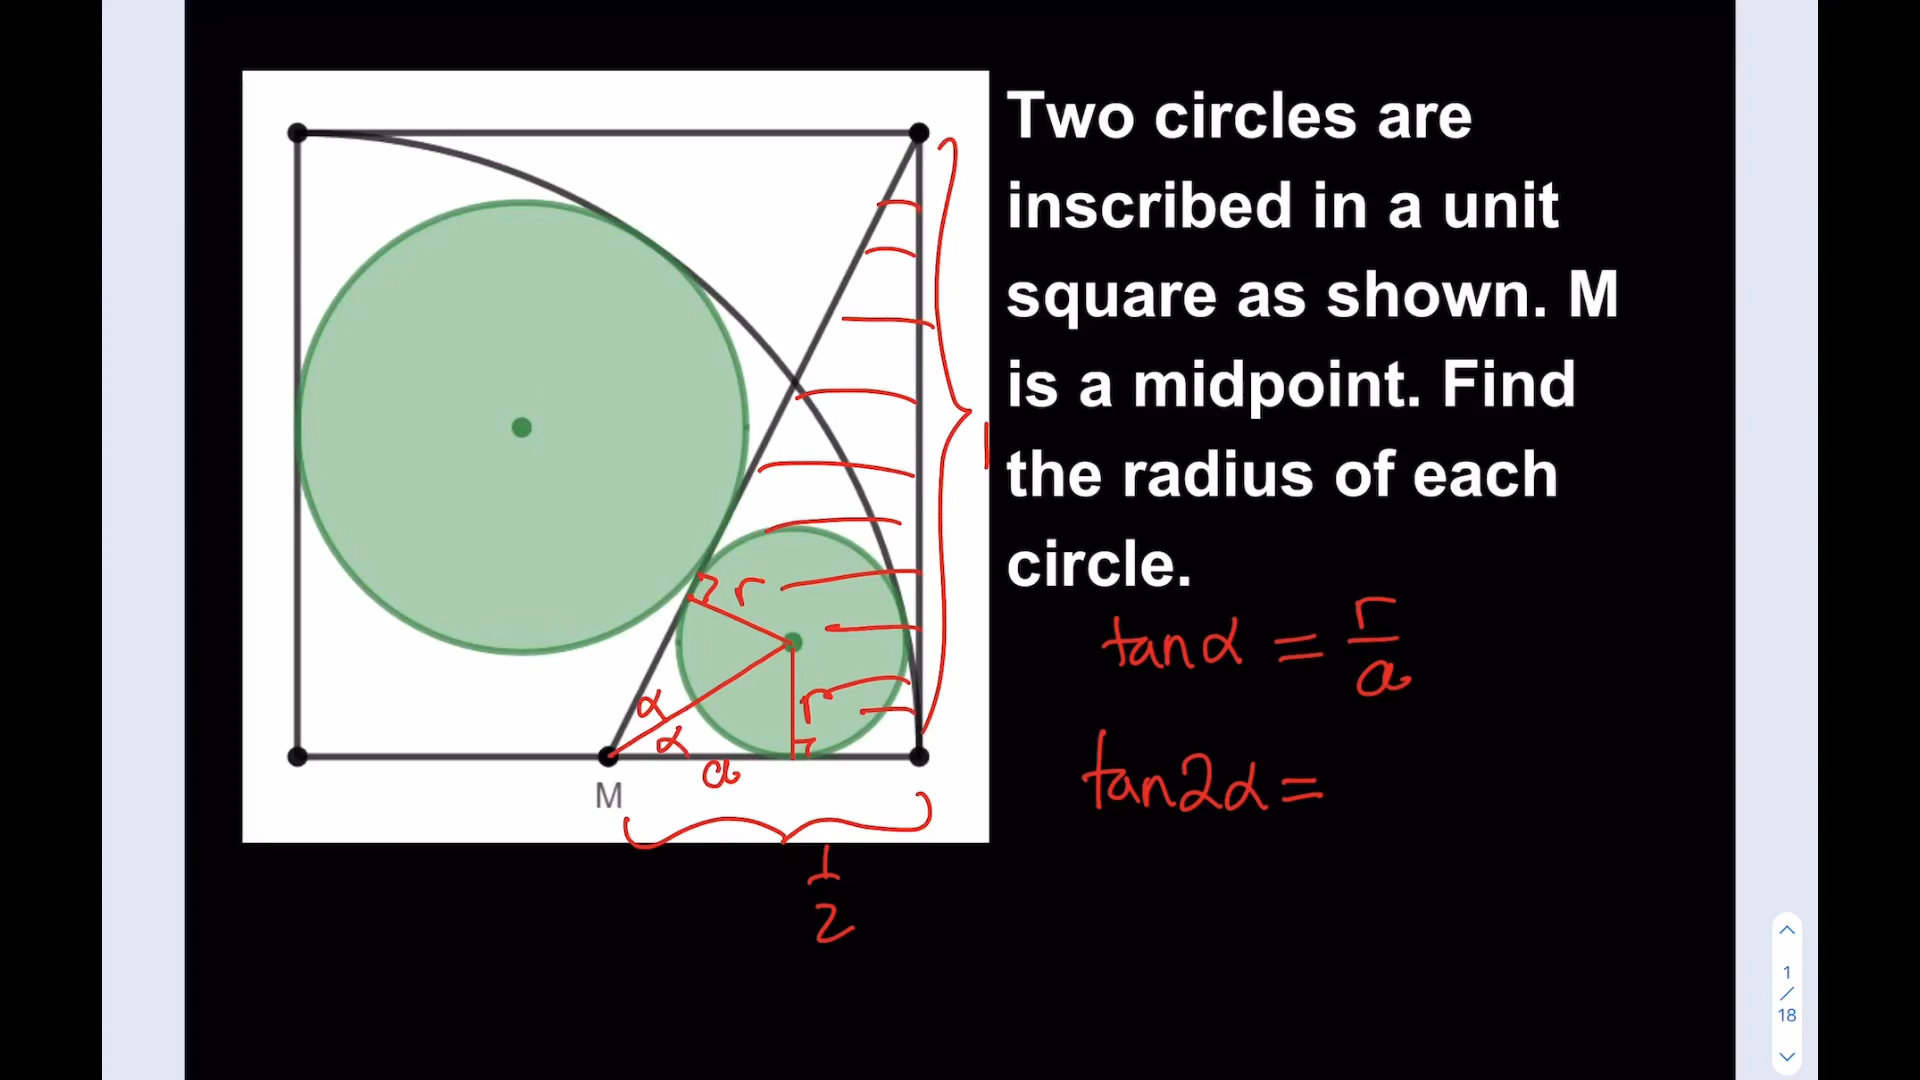 Two circles are
inscribed in a unit
square as shown. M
is a midpoint. Find
the radius of each
circle.
tanα = r/a
tan2α =
1
r
r
α
α
a
M
1/2
1
/
18